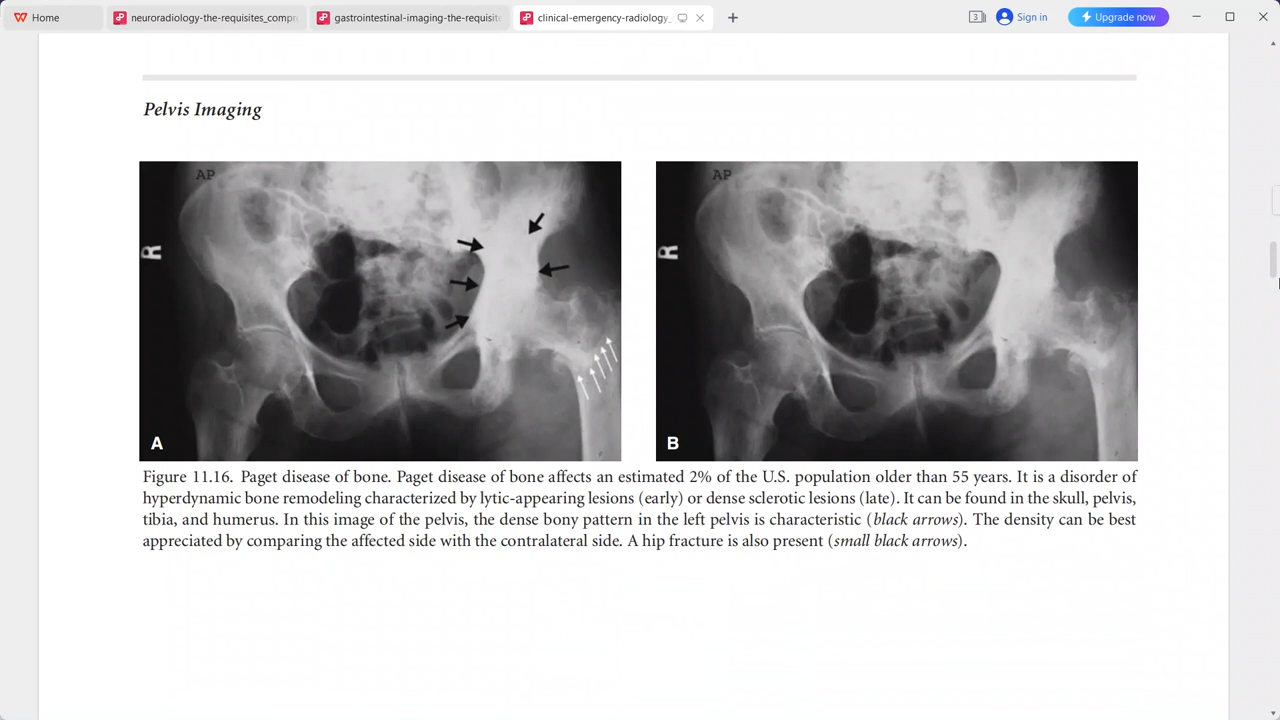 Home
neuroradiology-the-requisites_compr
gastrointestinal-imaging-the-requisite
clinical-emergency-radiology_
3
Sign in
Upgrade now
Pelvis Imaging
AP
R
A
AP
R
B
Figure 11.16. Paget disease of bone. Paget disease of bone affects an estimated 2% of the U.S. population older than 55 years. It is a disorder of
hyperdynamic bone remodeling characterized by lytic-appearing lesions (early) or dense sclerotic lesions (late). It can be found in the skull, pelvis,
tibia, and humerus. In this image of the pelvis, the dense bony pattern in the left pelvis is characteristic (black arrows). The density can be best
appreciated by comparing the affected side with the contralateral side. A hip fracture is also present (small black arrows).